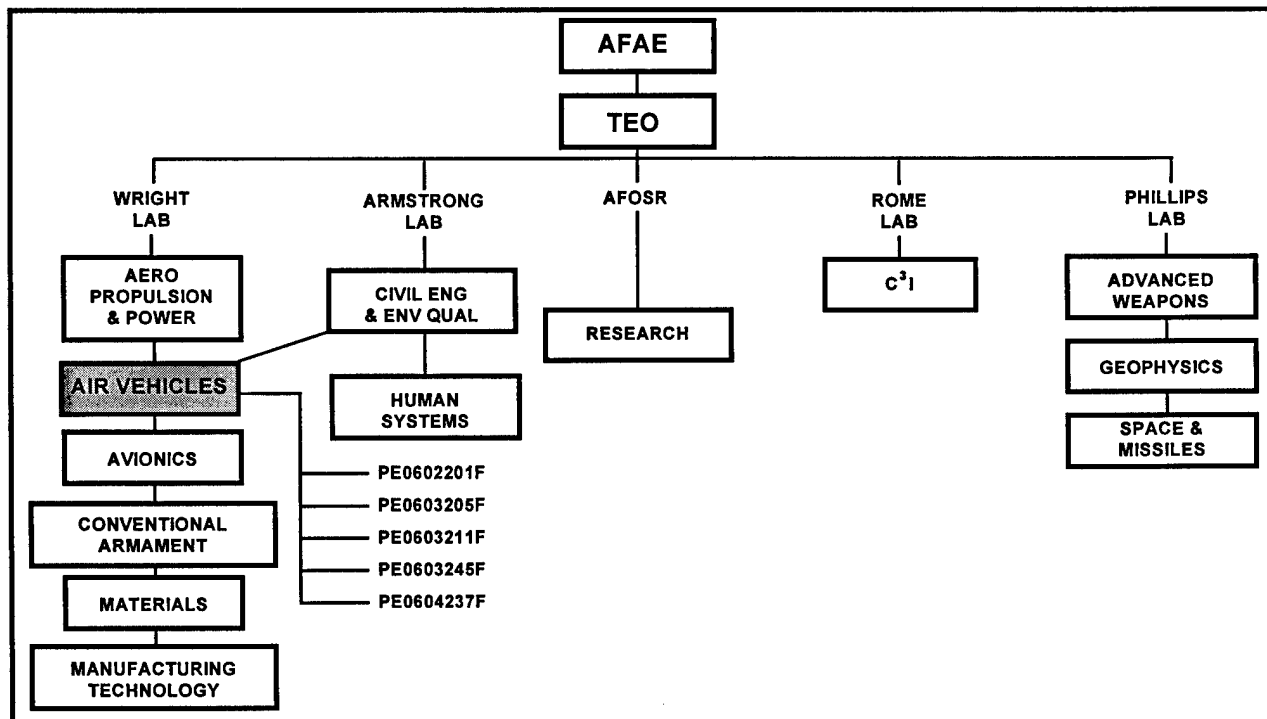 AFAE
TEO
WRIGHT
LAB
AERO
PROPULSION
& POWER
AIR VEHICLES
AVIONICS
CONVENTIONAL
ARMAMENT
MATERIALS
MANUFACTURING
TECHNOLOGY
ARMSTRONG
LAB
CIVIL ENG
& ENV QUAL
HUMAN
SYSTEMS
PE0602201F
PE0603205F
PE0603211F
PE0603245F
PE0604237F
AFOSR
RESEARCH
ROME
LAB
C³I
PHILLIPS
LAB
ADVANCED
WEAPONS
GEOPHYSICS
SPACE &
MISSILES